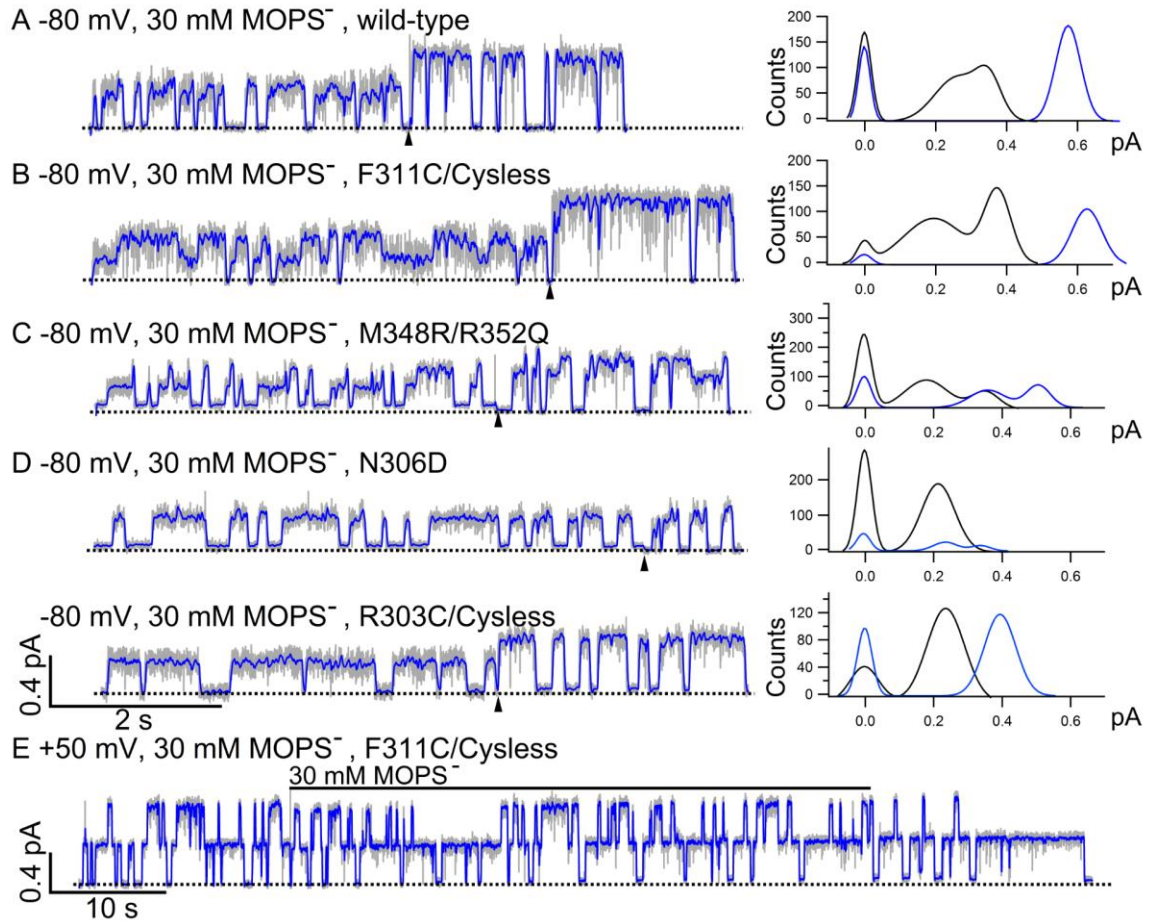 A -80 mV, 30 mM MOPS⁻, wild-type
200
150
100
50
0
Counts
0.0 0.2 0.4 0.6 pA
B -80 mV, 30 mM MOPS⁻, F311C/Cysless
200
150
100
50
0
Counts
0.0 0.2 0.4 0.6
C -80 mV, 30 mM MOPS⁻, M348R/R352Q
300
200
100
0
Counts
0.0 0.2 0.4 0.6 pA
D -80 mV, 30 mM MOPS⁻, N306D
200
100
0
Counts
0.0 0.2 0.4 0.6
-80 mV, 30 mM MOPS⁻, R303C/Cysless
0.4 pA
2 s
120
80
40
0
Counts
0.0 0.2 0.4 0.6 pA
E +50 mV, 30 mM MOPS⁻, F311C/Cysless
30 mM MOPS⁻
0.4 pA
10 s